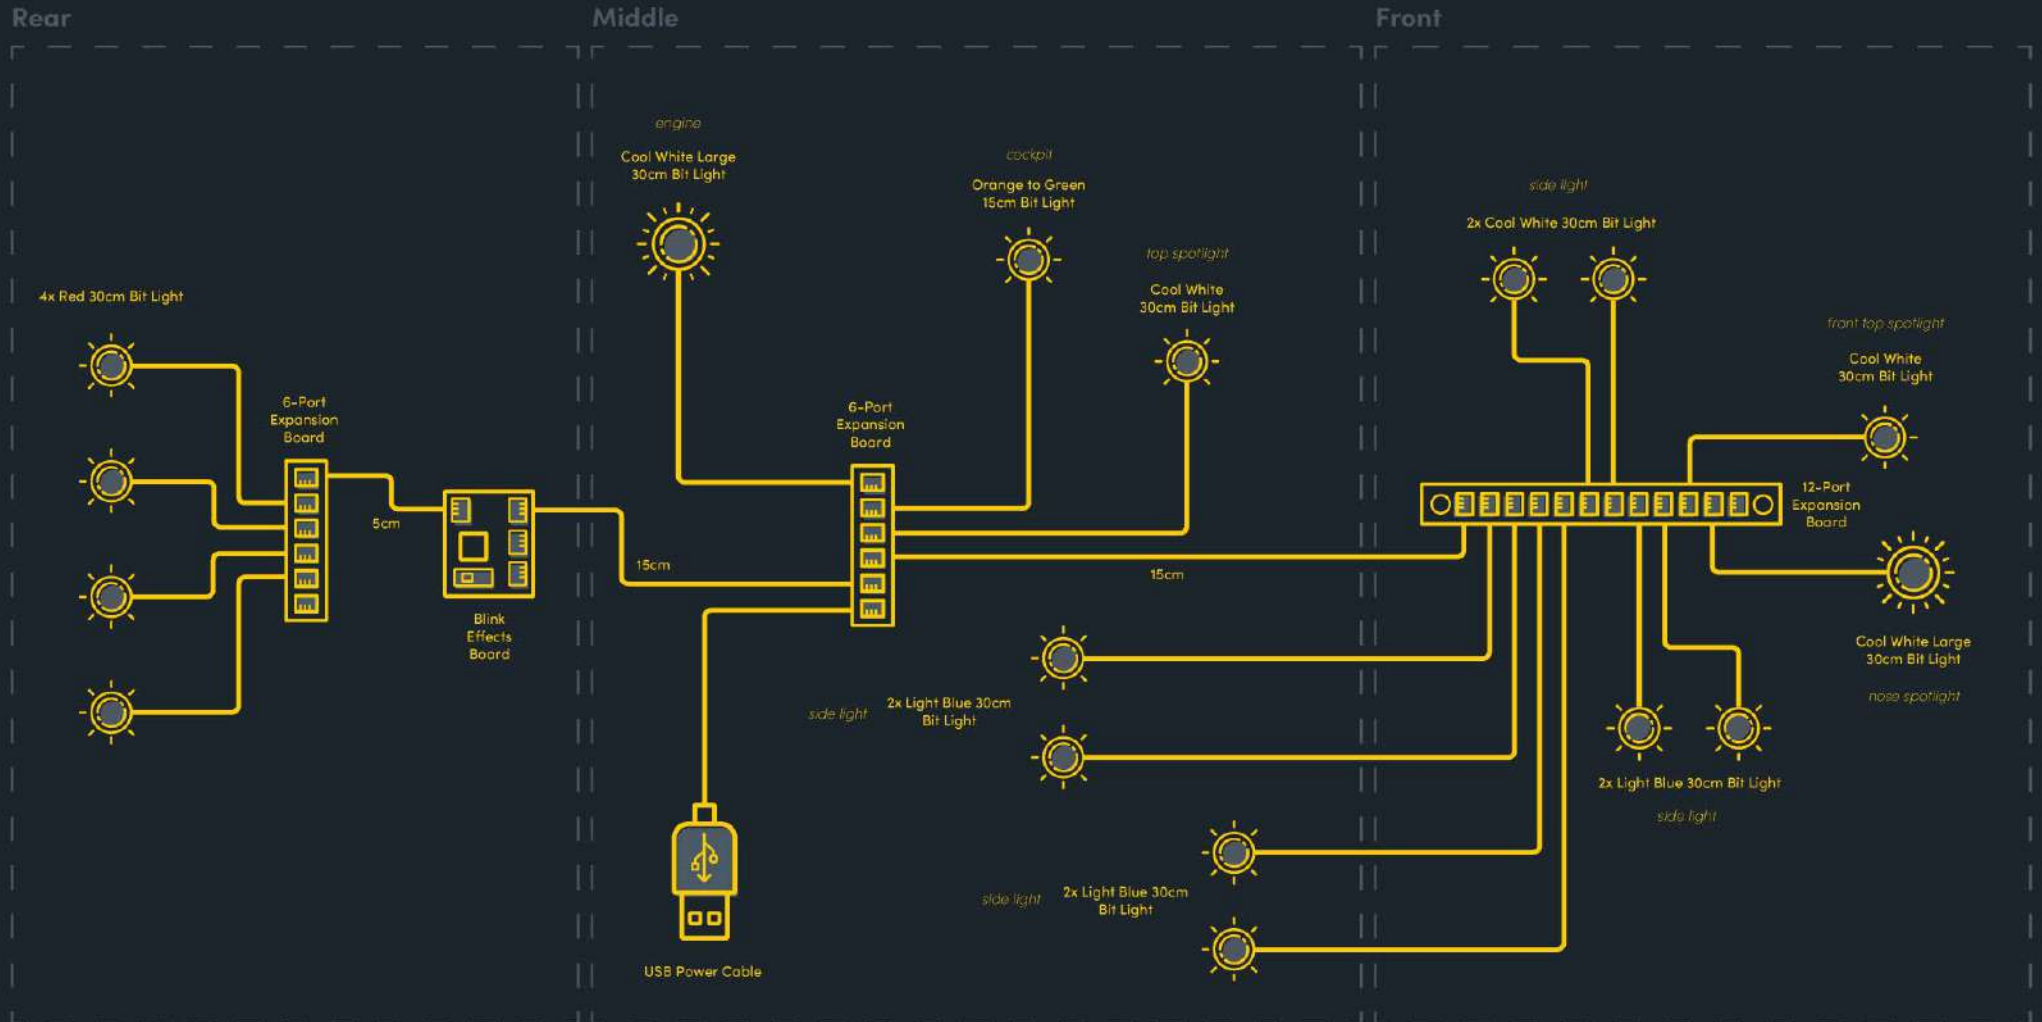 Rear
Middle
Front
engine
Cool White Large
30cm Bit Light
cockpit
Orange to Green
15cm Bit Light
top spotlight
Cool White
30cm Bit Light
side light
2x Cool White 30cm Bit Light
front top spotlight
Cool White
30cm Bit Light
4x Red 30cm Bit Light
6-Port
Expansion
Board
5cm
Blink
Effects
Board
15cm
6-Port
Expansion
Board
15cm
12-Port
Expansion
Board
Cool White Large
30cm Bit Light
nose spotlight
side light
2x Light Blue 30cm
Bit Light
2x Light Blue 30cm Bit Light
side light
side light
2x Light Blue 30cm
Bit Light
USB Power Cable